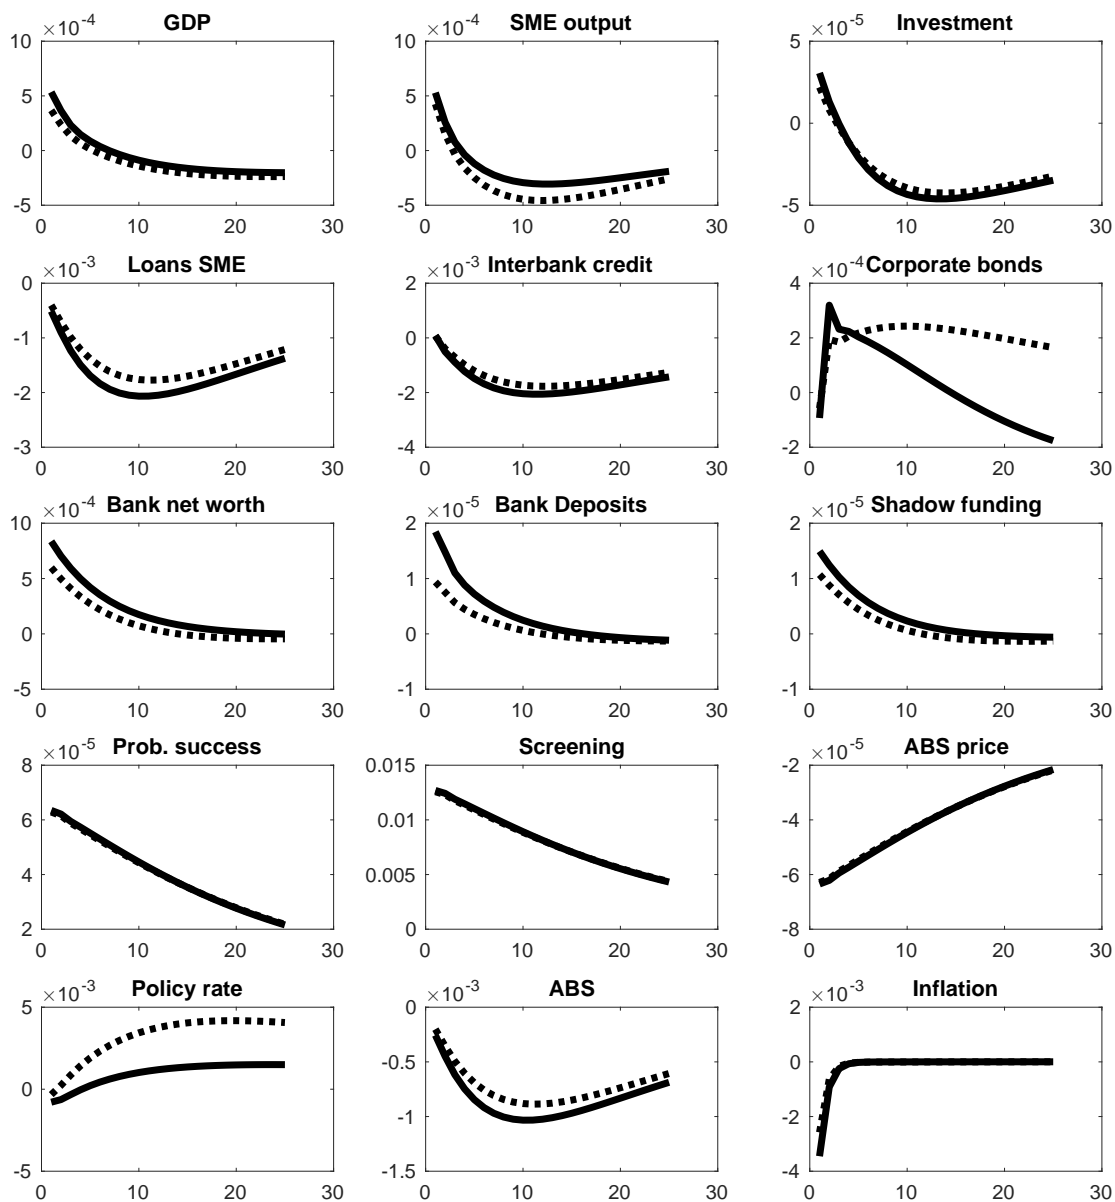 GDP SME output Investment
×10^-4 ×10^-4 ×10^-5
10 10 5
5 5
0 0 0
-5 -5 -5
0 10 20 30 0 10 20 30 0 10 20 30
Loans SME Interbank credit Corporate bonds
×10^-3 ×10^-3 ×10^-4
0 2 4
-1 0 2
-2 -2 0
-3 -4 -2
0 10 20 30 0 10 20 30 0 10 20 30
Bank net worth Bank Deposits Shadow funding
×10^-4 ×10^-5 ×10^-5
10 2 2
5 1 1
0 0 0
-5 -1 -1
0 10 20 30 0 10 20 30 0 10 20 30
Prob. success Screening ABS price
×10^-5 ×10^-5
8 0.015 -2
6 0.01 -4
4 0.005 -6
2 0 -8
0 10 20 30 0 10 20 30 0 10 20 30
Policy rate ABS Inflation
×10^-3 ×10^-3 ×10^-3
5 0 2
-0.5 0
0 -1 -2
-5 -1.5 -4
0 10 20 30 0 10 20 30 0 10 20 30